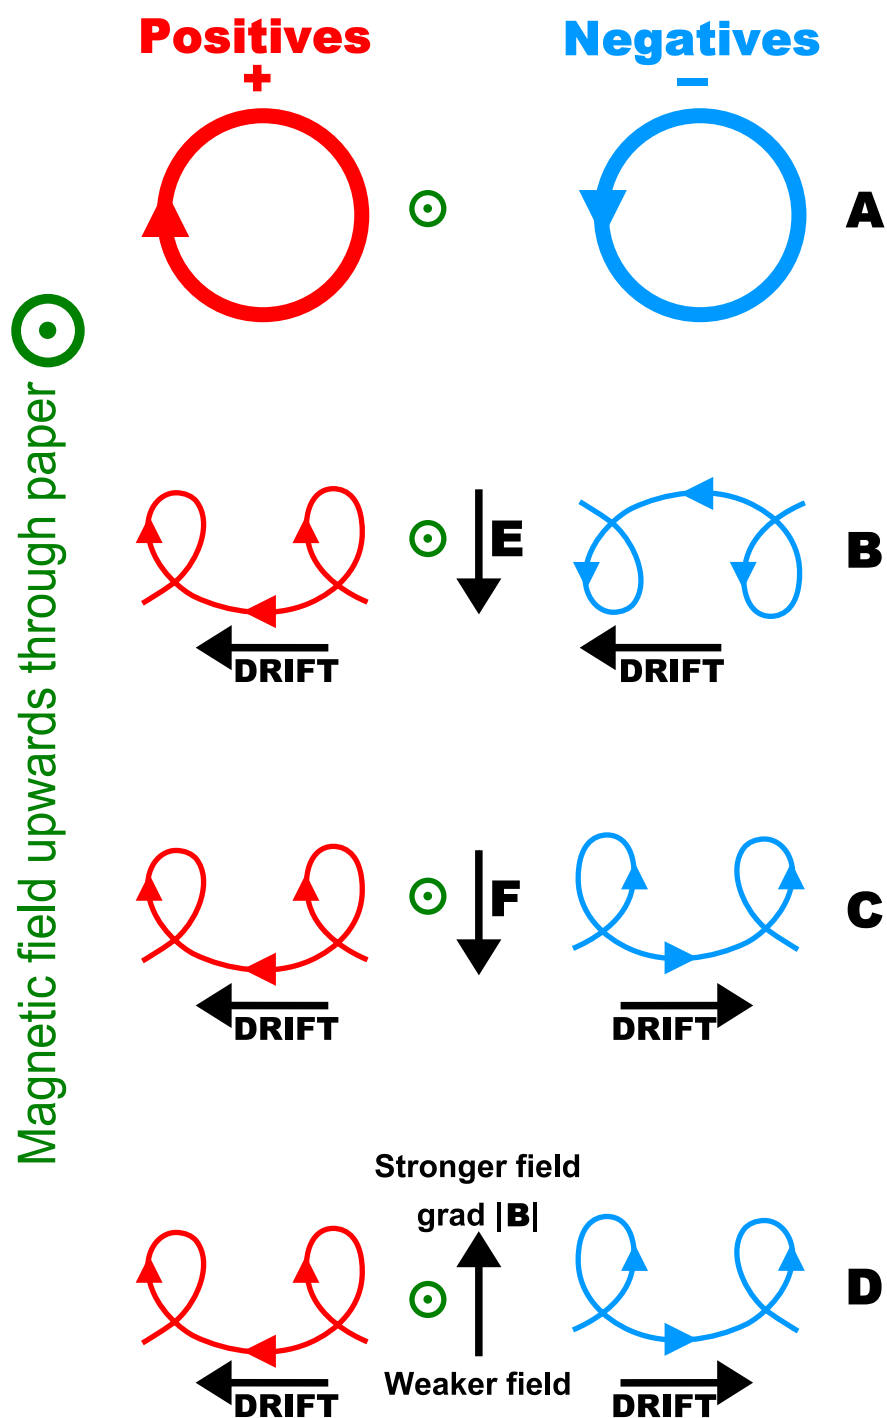 Positives
+
Negatives
−
A
Magnetic field upwards through paper
E
B
DRIFT
DRIFT
F
C
DRIFT
DRIFT
Stronger field
grad |B|
D
Weaker field
DRIFT
DRIFT